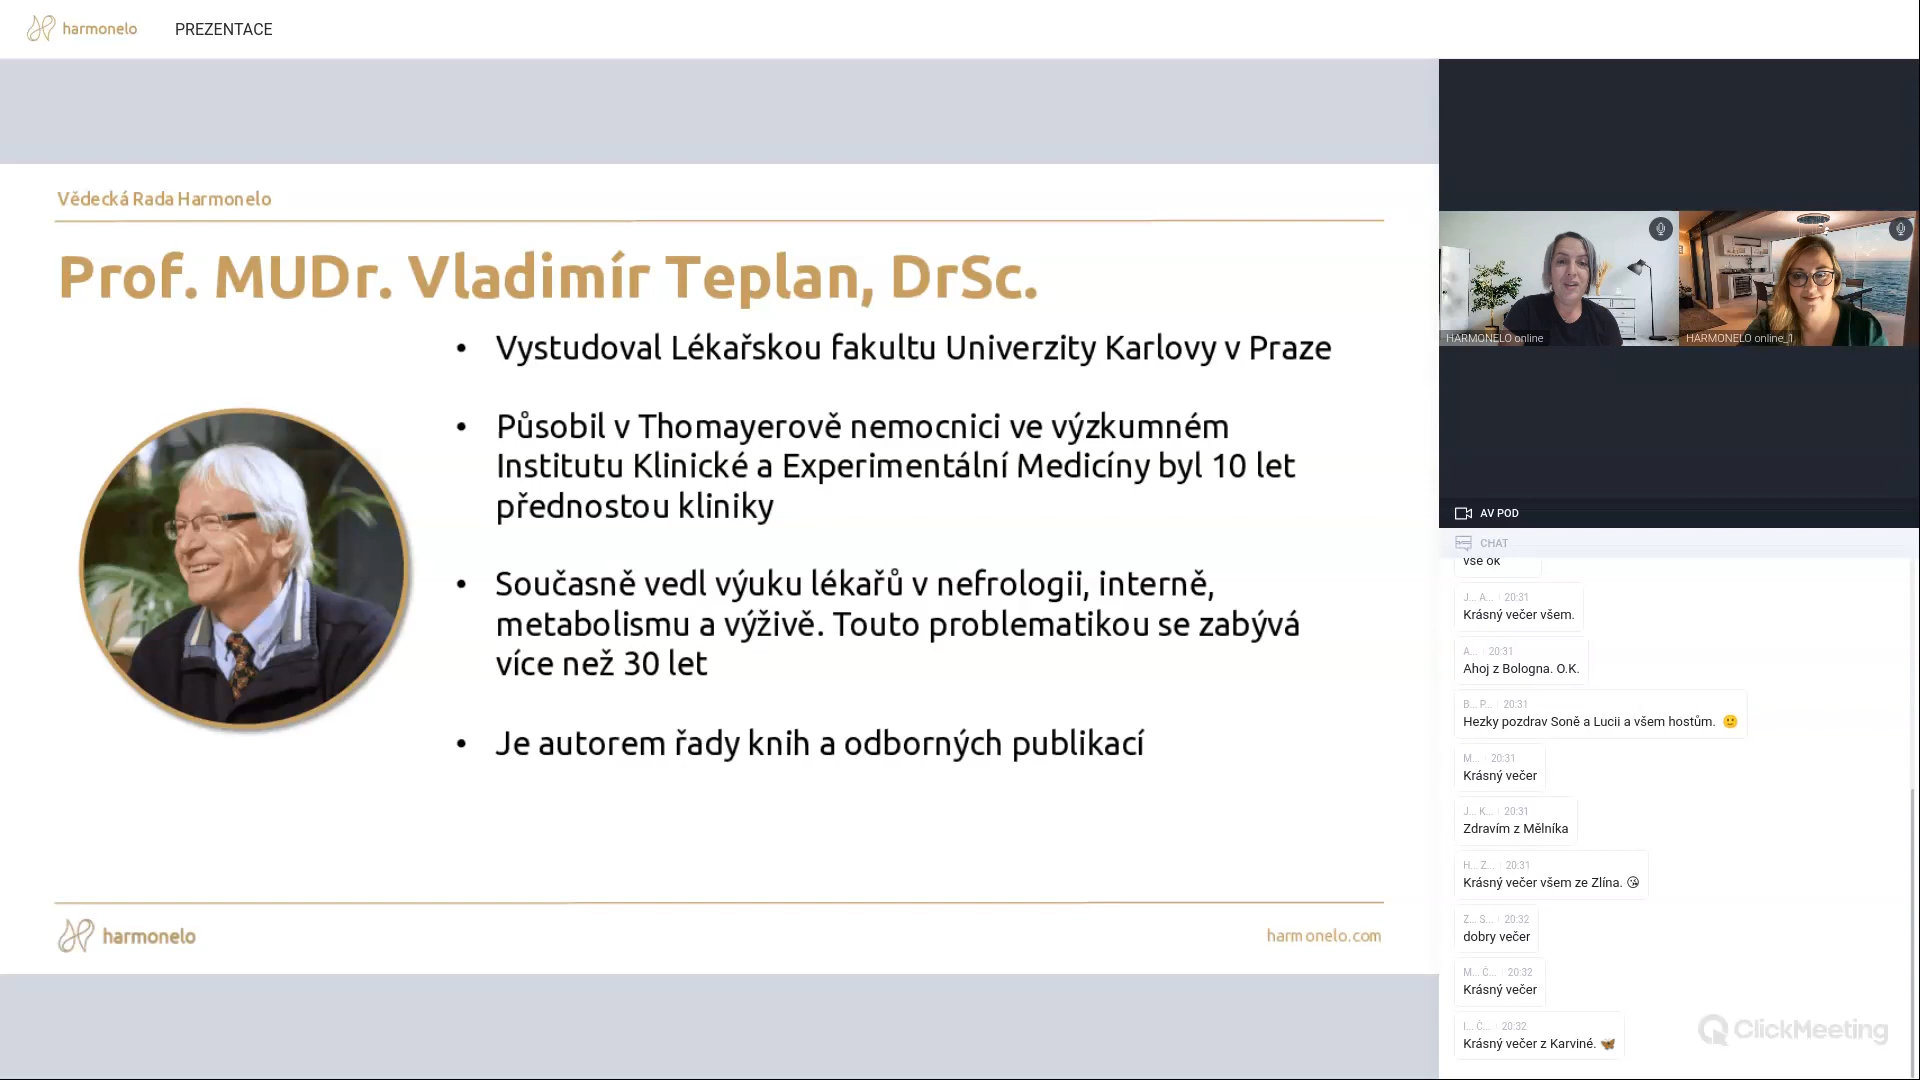 harmonelo
PREZENTACE
Vědecká Rada Harmonelo
Prof. MUDr. Vladimír Teplan, DrSc.
• Vystudoval Lékařskou fakultu Univerzity Karlovy v Praze
• Působil v Thomayerově nemocnici ve výzkumném
Institutu Klinické a Experimentální Medicíny byl 10 let
přednostou kliniky
• Současně vedl výuku lékařů v nefrologii, interně,
metabolismu a výživě. Touto problematikou se zabývá
více než 30 let
• Je autorem řady knih a odborných publikací
harmonelo
harmonelo.com
HARMONELO online
HARMONELO online_1
AV POD
CHAT
vše ok
J... A... 20:31
Krásný večer všem.
A... 20:31
Ahoj z Bologna. O.K.
B... P... 20:31
Hezky pozdrav Soně a Lucii a všem hostům. 🙂
M... 20:31
Krásný večer
J... K... 20:31
Zdravím z Mělníka
H... Z... 20:31
Krásný večer všem ze Zlína. 😘
Z... S... 20:32
dobry večer
M... Č... 20:32
Krásný večer
I... Č... 20:32
Krásný večer z Karviné. 🦋
ClickMeeting